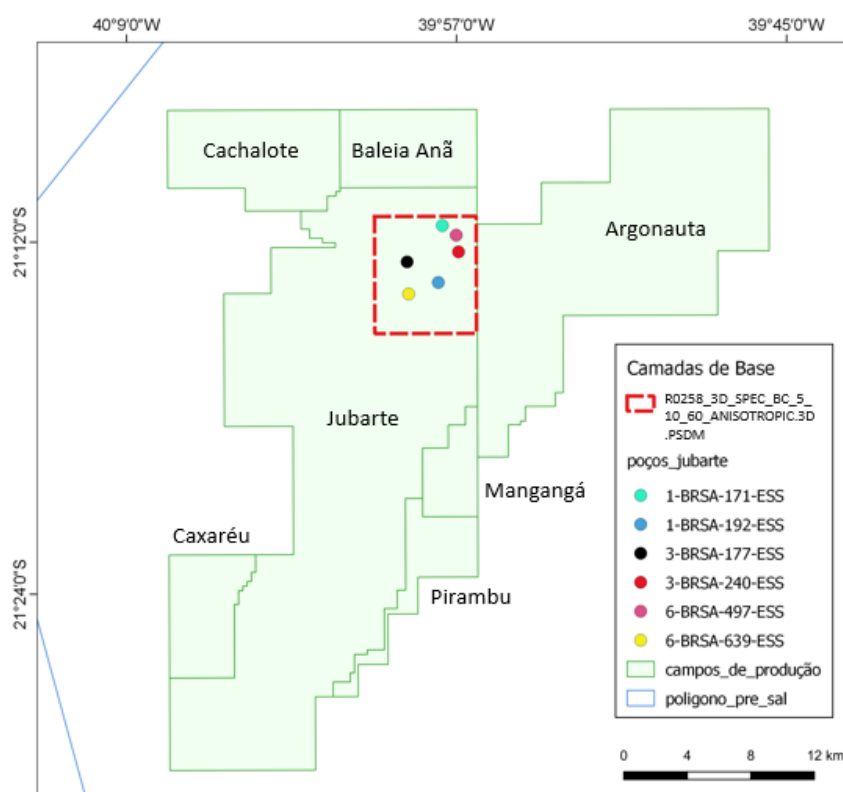 40°9'0"W 39°57'0"W 39°45'0"W
Cachalote
Baleia Anã
21°12'0"S
Argonauta
Camadas de Base
R0258_3D_SPEC_BC_5_
10_60_ANISOTROPIC.3D
.PSDM
Jubarte
poços_jubarte
Mangangá
1-BRSA-171-ESS
1-BRSA-192-ESS
Caxaréu
3-BRSA-177-ESS
3-BRSA-240-ESS
21°24'0"S
Pirambu
6-BRSA-497-ESS
6-BRSA-639-ESS
campos_de_produção
poligono_pre_sal
0 4 8 12 km